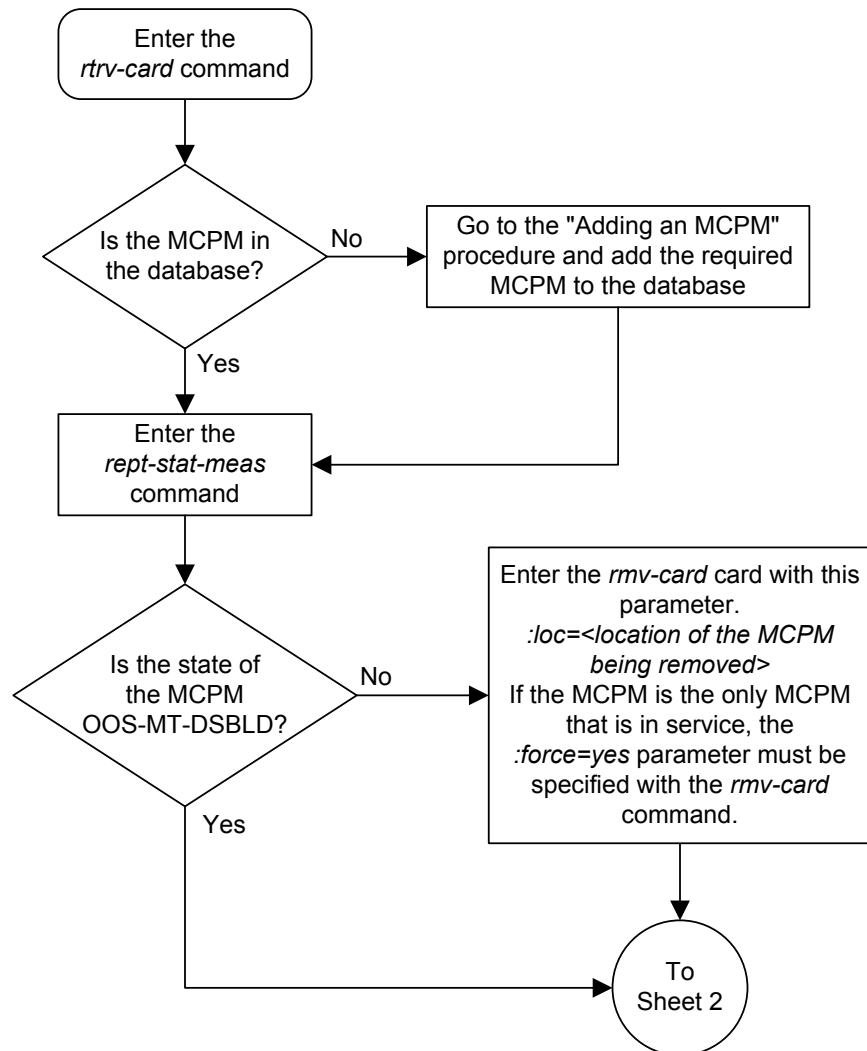 Enter the
rtrv-card command
Is the MCPM in
the database?
No
Go to the "Adding an MCPM"
procedure and add the required
MCPM to the database
Yes
Enter the
rept-stat-meas
command
Is the state of
the MCPM
OOS-MT-DSBLD?
No
Enter the rmv-card card with this
parameter.
:loc=<location of the MCPM
being removed>
If the MCPM is the only MCPM
that is in service, the
:force=yes parameter must be
specified with the rmv-card
command.
Yes
To
Sheet 2